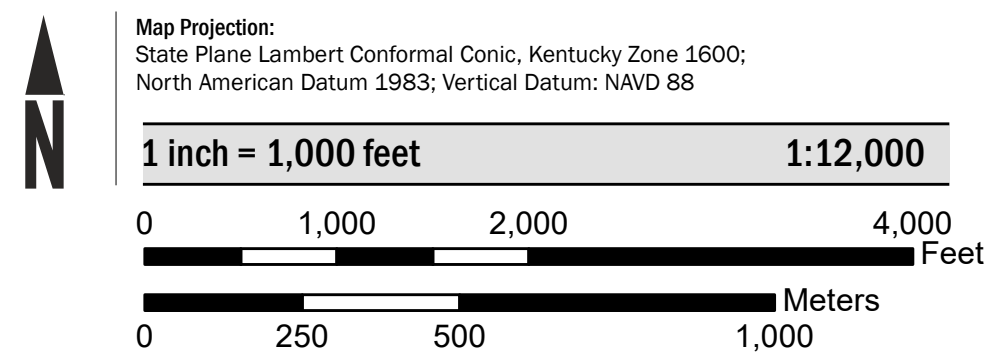 N
Map Projection:
State Plane Lambert Conformal Conic, Kentucky Zone 1600;
North American Datum 1983; Vertical Datum: NAVD 88
1 inch = 1,000 feet 1:12,000
0 1,000 2,000 4,000
Feet
Meters
0 250 500 1,000